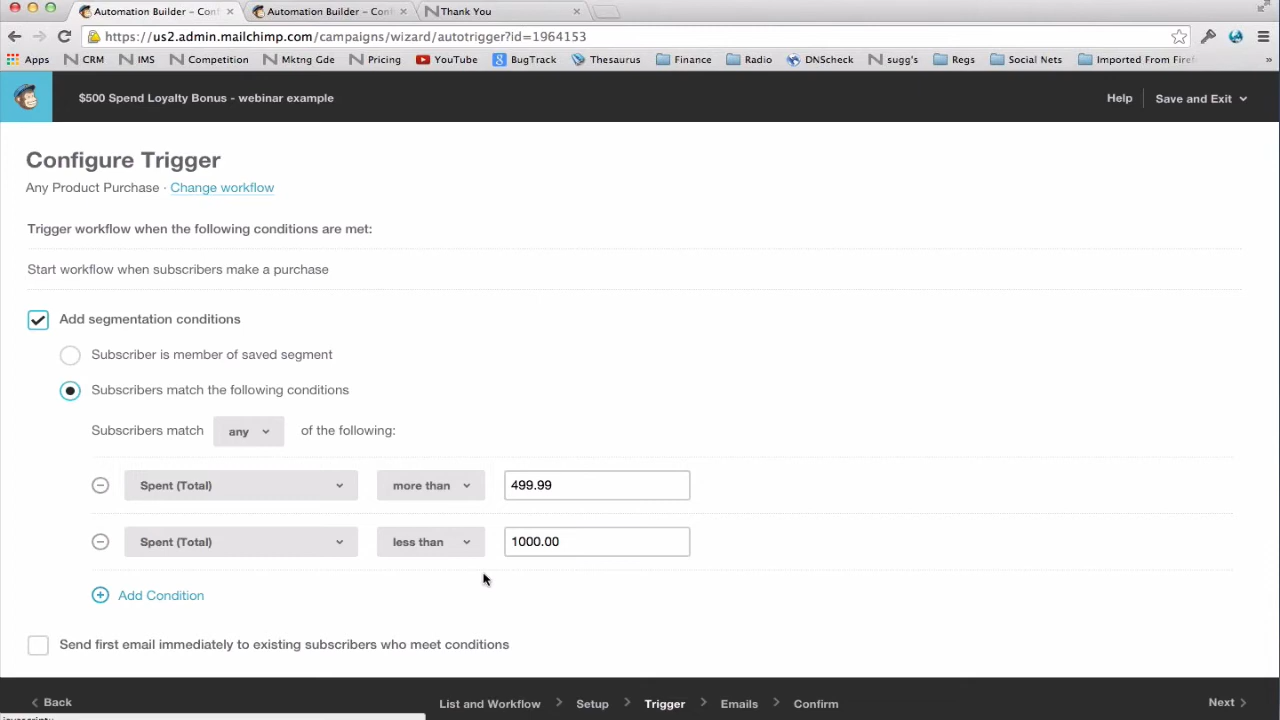 Automation Builder - Conf
Automation Builder - Conf
Thank You
https://us2.admin.mailchimp.com/campaigns/wizard/autotrigger?id=1964153
Apps
CRM
IMS
Competition
Mktng Gde
Pricing
YouTube
BugTrack
Thesaurus
Finance
Radio
DNScheck
sugg's
Regs
Social Nets
Imported From Firef
»
$500 Spend Loyalty Bonus - webinar example
Help
Save and Exit
Configure Trigger
Any Product Purchase · Change workflow
Trigger workflow when the following conditions are met:
Start workflow when subscribers make a purchase
Add segmentation conditions
Subscriber is member of saved segment
Subscribers match the following conditions
Subscribers match any of the following:
Spent (Total) more than 499.99
Spent (Total) less than 1000.00
Add Condition
Send first email immediately to existing subscribers who meet conditions
Back
List and Workflow > Setup > Trigger > Emails > Confirm
Next